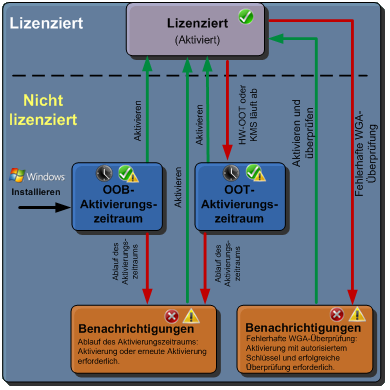 Lizenziert
Lizenziert
(Aktiviert)
Nicht
lizenziert
Aktivieren
Aktivieren
Aktivieren
HW-OOT oder
KMS läuft ab
Aktivieren und
überprüfen
Fehlerhafte WGA-
Überprüfung
Windows
Installieren
OOB-
Aktivierungs-
zeitraum
OOT-
Aktivierungs-
zeitraum
Ablauf des
Aktivierungs-
zeitraums
Ablauf des
Aktivierungs-
zeitraums
Benachrichtigungen
Ablauf des Aktivierungszeitraums:
Aktivierung oder erneute Aktivierung
erforderlich.
Benachrichtigungen
Fehlerhafte WGA-Überprüfung:
Aktivierung mit autorisiertem
Schlüssel und erfolgreiche
Überprüfung erforderlich.